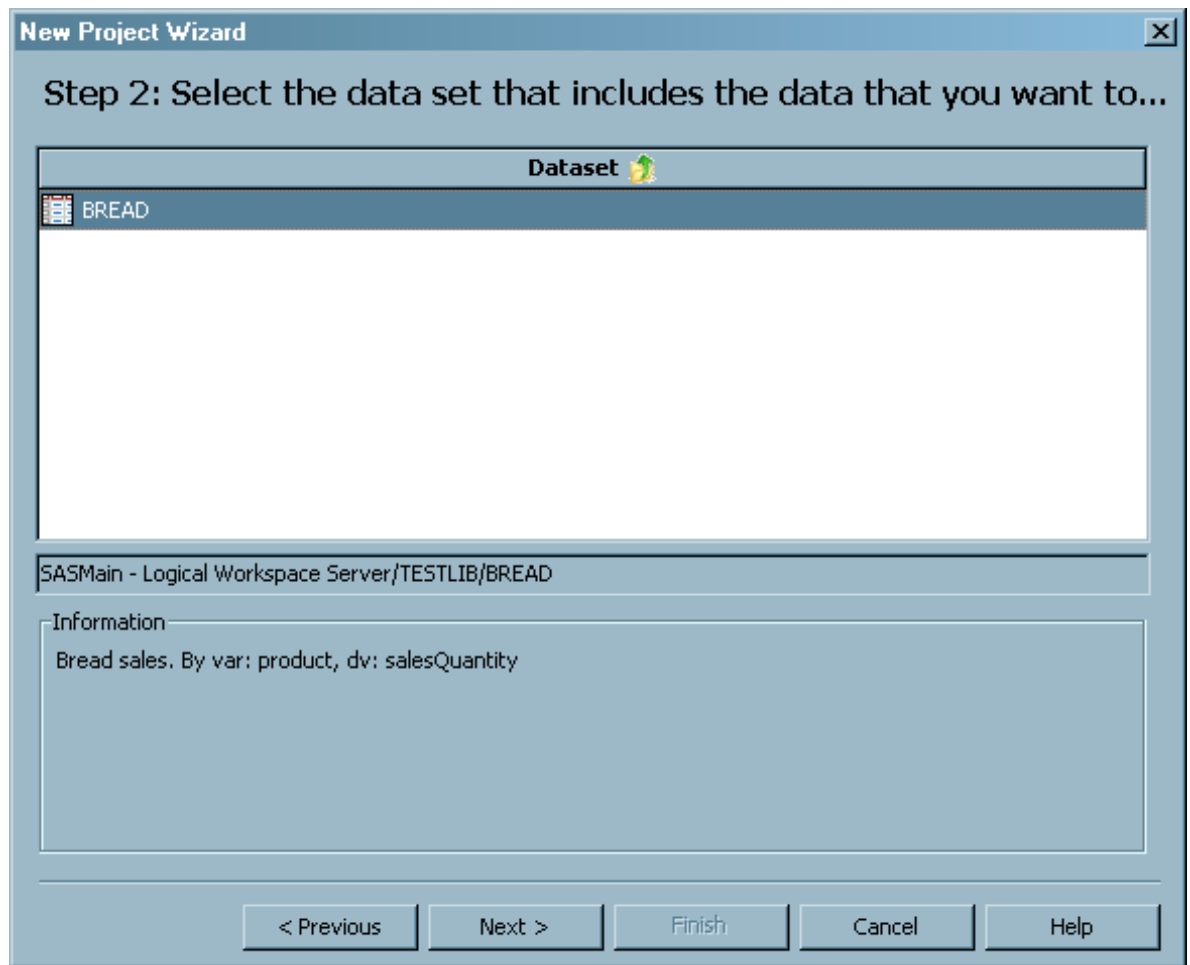 New Project Wizard
Step 2: Select the data set that includes the data that you want to...
Dataset
BREAD
SASMain - Logical Workspace Server/TESTLIB/BREAD
Information
Bread sales. By var: product, dv: salesQuantity
< Previous Next > Finish Cancel Help